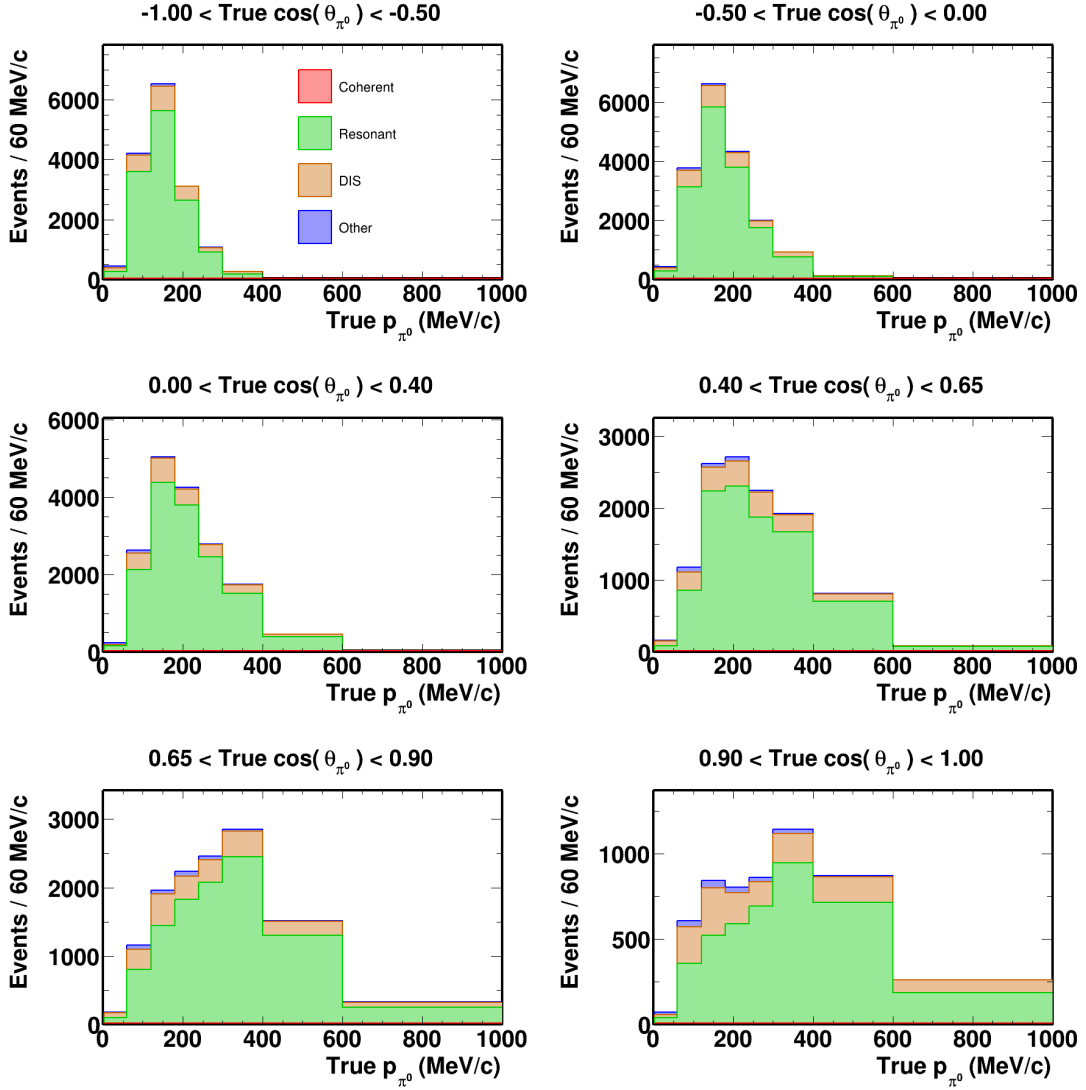 -1.00 < True cos( θπ⁰ ) < -0.50
Events / 60 MeV/c
6000
4000
2000
0
Coherent
Resonant
DIS
Other
0 200 400 600 800 1000
True pπ⁰ (MeV/c)
-0.50 < True cos( θπ⁰ ) < 0.00
Events / 60 MeV/c
6000
4000
2000
0
0 200 400 600 800 1000
True pπ⁰ (MeV/c)
0.00 < True cos( θπ⁰ ) < 0.40
Events / 60 MeV/c
6000
4000
2000
0
0 200 400 600 800 1000
True pπ⁰ (MeV/c)
0.40 < True cos( θπ⁰ ) < 0.65
Events / 60 MeV/c
3000
2000
1000
0
0 200 400 600 800 1000
True pπ⁰ (MeV/c)
0.65 < True cos( θπ⁰ ) < 0.90
Events / 60 MeV/c
3000
2000
1000
0
0 200 400 600 800 1000
True pπ⁰ (MeV/c)
0.90 < True cos( θπ⁰ ) < 1.00
Events / 60 MeV/c
1000
500
0
0 200 400 600 800 1000
True pπ⁰ (MeV/c)